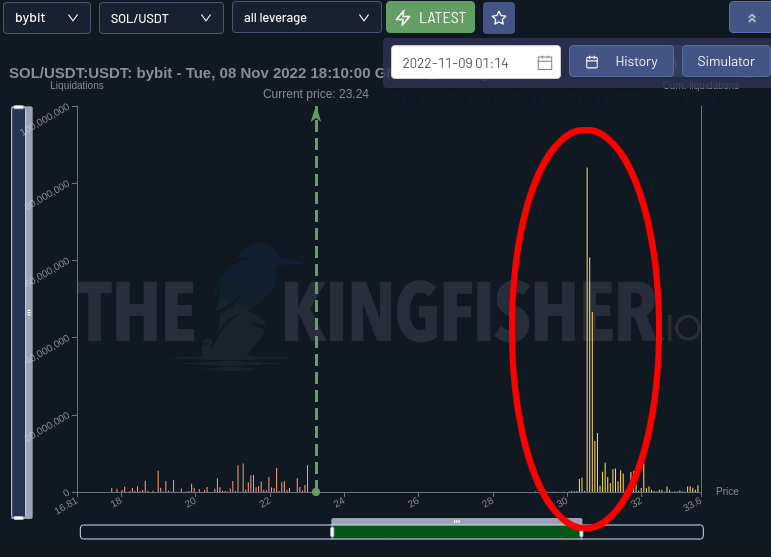 bybit SOL/USDT all leverage LATEST
2022-11-09 01:14 History Simulator
SOL/USDT:USDT: bybit - Tue, 08 Nov 2022 18:10:00 G
Liquidations Cum. liquidations
Current price: 23.24
100,000,000
80,000,000
60,000,000
40,000,000
20,000,000
0
THE KINGFISHER.IO
16.81 18 20 22 24 26 28 30 32 33.6
Price